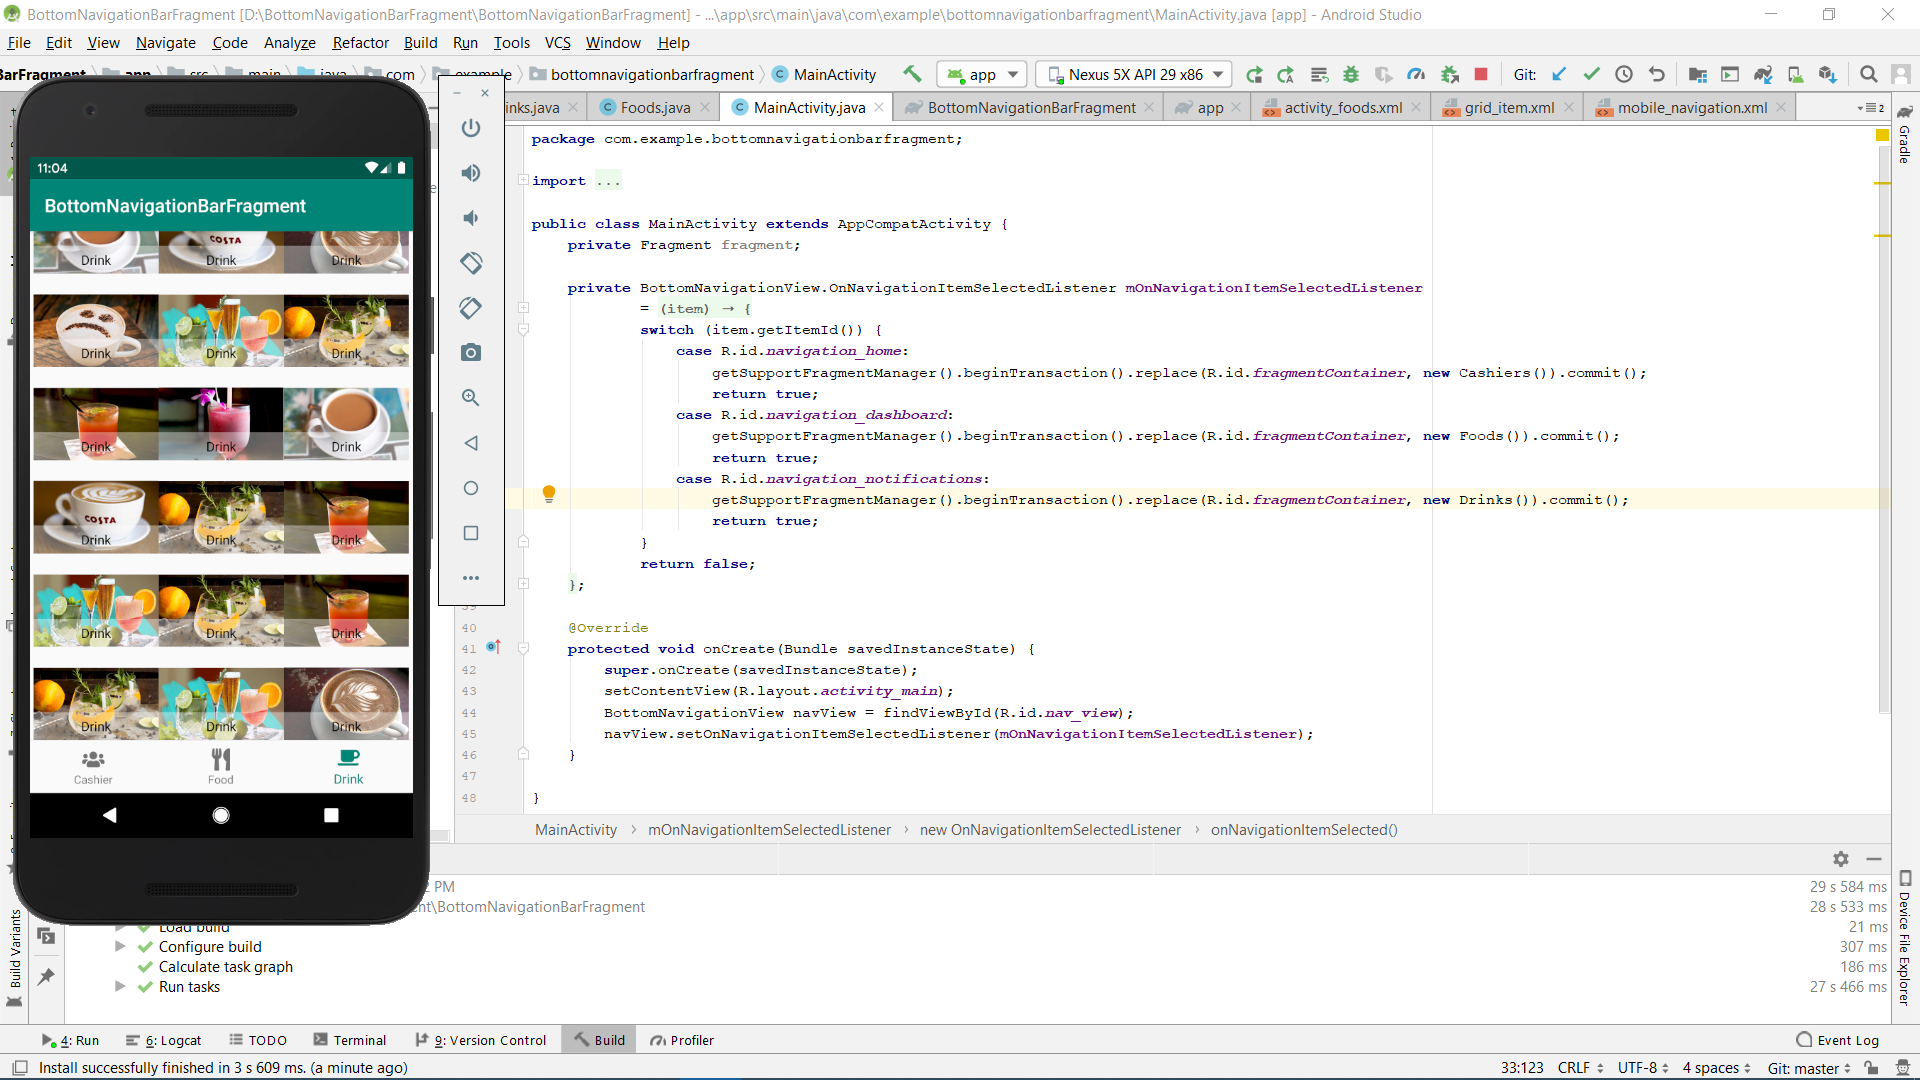 BottomNavigationBarFragment [D:\BottomNavigationBarFragment\BottomNavigationBarFragment] - ...\app\src\main\java\com\example\bottomnavigationbarfragment\MainActivity.java [app] - Android Studio
File Edit View Navigate Code Analyze Refactor Build Run Tools VCS Window Help
BarFragment app src main java com example bottomnavigationbarfragment MainActivity app Nexus 5X API 29 x86 Git:
inks.java Foods.java MainActivity.java BottomNavigationBarFragment app activity_foods.xml grid_item.xml mobile_navigation.xml 2
Gradle
package com.example.bottomnavigationbarfragment;
import ...
public class MainActivity extends AppCompatActivity {
private Fragment fragment;
private BottomNavigationView.OnNavigationItemSelectedListener mOnNavigationItemSelectedListener
= (item) → {
switch (item.getItemId()) {
case R.id.navigation_home:
getSupportFragmentManager().beginTransaction().replace(R.id.fragmentContainer, new Cashiers()).commit();
return true;
case R.id.navigation_dashboard:
getSupportFragmentManager().beginTransaction().replace(R.id.fragmentContainer, new Foods()).commit();
return true;
case R.id.navigation_notifications:
getSupportFragmentManager().beginTransaction().replace(R.id.fragmentContainer, new Drinks()).commit();
return true;
}
return false;
};
39
40 @Override
41 protected void onCreate(Bundle savedInstanceState) {
42 super.onCreate(savedInstanceState);
43 setContentView(R.layout.activity_main);
44 BottomNavigationView navView = findViewById(R.id.nav_view);
45 navView.setOnNavigationItemSelectedListener(mOnNavigationItemSelectedListener);
46 }
47
48 }
MainActivity › mOnNavigationItemSelectedListener › new OnNavigationItemSelectedListener › onNavigationItemSelected()
11:04
BottomNavigationBarFragment
COSTA
Drink Drink Drink
Drink Drink Drink
Drink Drink Drink
COSTA
Drink Drink Drink
Drink Drink Drink
Drink Drink Drink
Cashier Food Drink
2 PM 29 s 584 ms
ent\BottomNavigationBarFragment 28 s 533 ms
Load build 21 ms
Configure build 307 ms
Calculate task graph 186 ms
Run tasks 27 s 466 ms
Build Variants
Device File Explorer
4: Run 6: Logcat TODO Terminal 9: Version Control Build Profiler Event Log
Install successfully finished in 3 s 609 ms. (a minute ago) 33:123 CRLF UTF-8 4 spaces Git: master